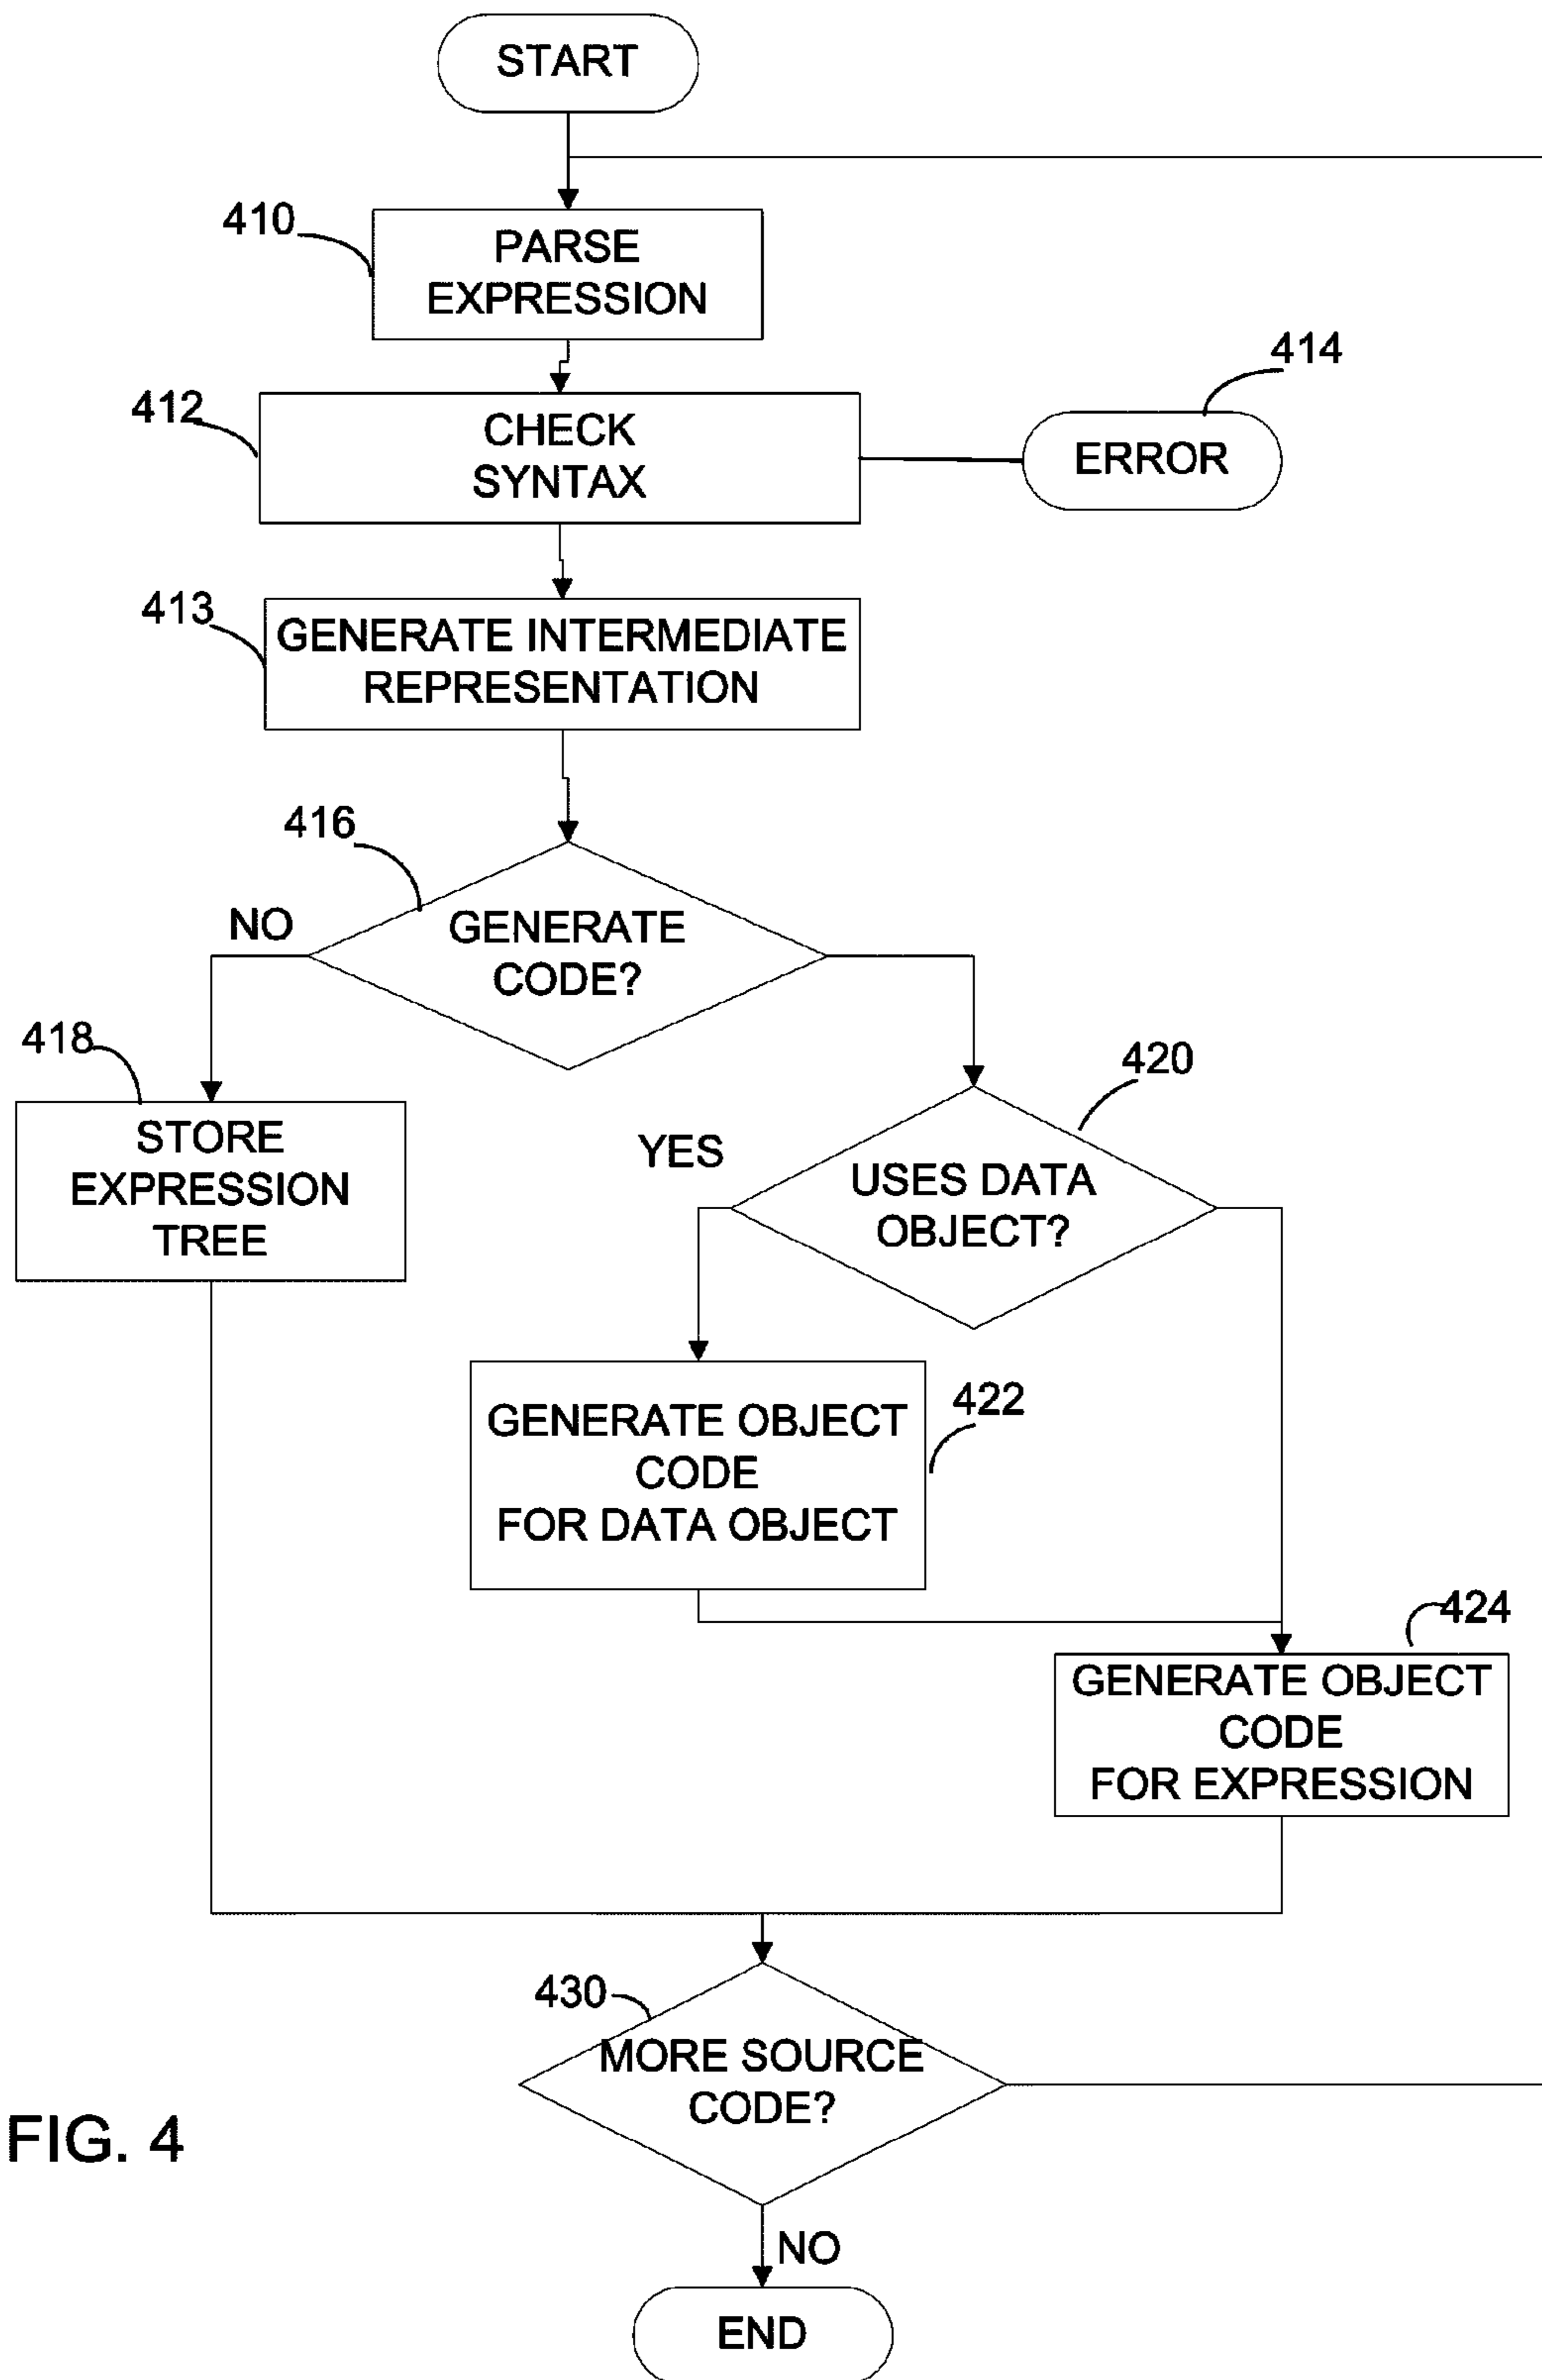 START
410
PARSE
EXPRESSION
412
CHECK
SYNTAX
414
ERROR
413
GENERATE INTERMEDIATE
REPRESENTATION
416
NO
GENERATE
CODE?
418
STORE
EXPRESSION
TREE
420
YES
USES DATA
OBJECT?
422
GENERATE OBJECT
CODE
FOR DATA OBJECT
424
GENERATE OBJECT
CODE
FOR EXPRESSION
430
MORE SOURCE
CODE?
FIG. 4
NO
END